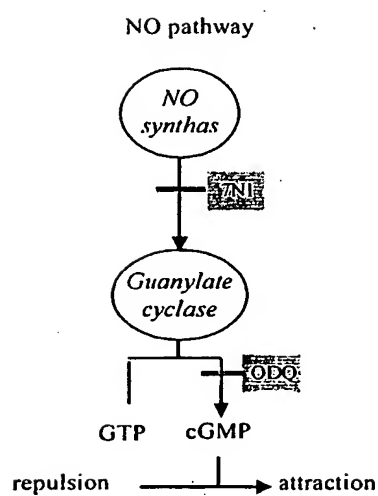 NO pathway
NO
synthas
7NI
Guanylate
cyclase
ODQ
GTP cGMP
repulsion attraction